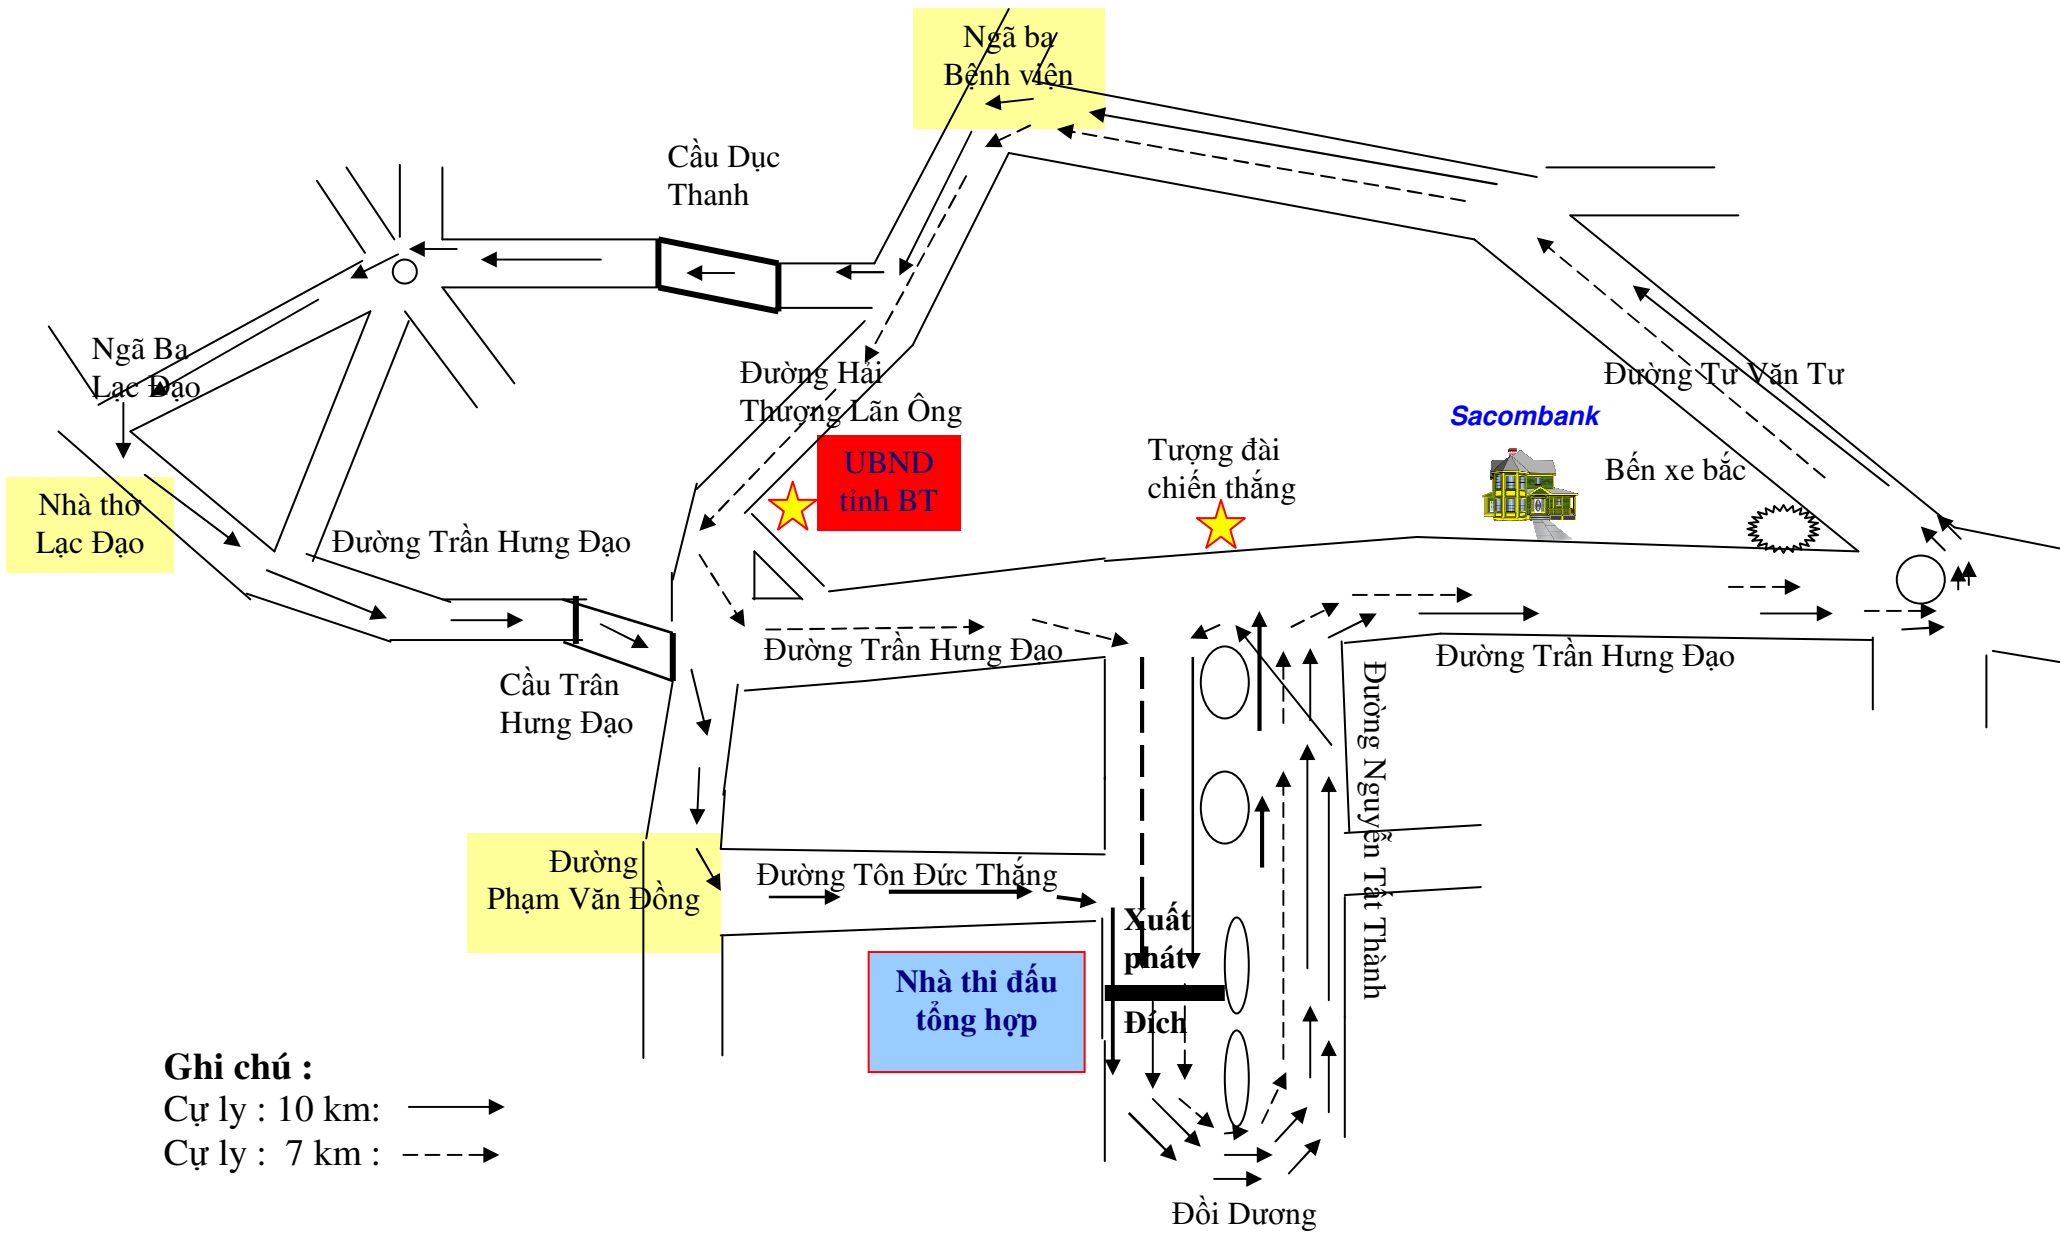 Ngã ba
Bệnh viện
Cầu Dục
Thanh
Ngã Ba
Lạc Đạo
Đường Hải
Thượng Lãn Ông
Đường Từ Văn Tư
Sacombank
UBND
tỉnh BT
Tượng đài
chiến thắng
Bến xe bắc
Nhà thơ
Lạc Đạo
Đường Trần Hưng Đạo
Đường Trần Hưng Đạo
Đường Trần Hưng Đạo
Cầu Trân
Hưng Đạo
Đường Nguyễn Tất Thành
Đường
Phạm Văn Đồng
Đường Tôn Đức Thắng
Xuất
phát
Nhà thi đấu
tổng hợp
Đích
Ghi chú :
Cự ly : 10 km:
Cự ly : 7 km :
Đồi Dương